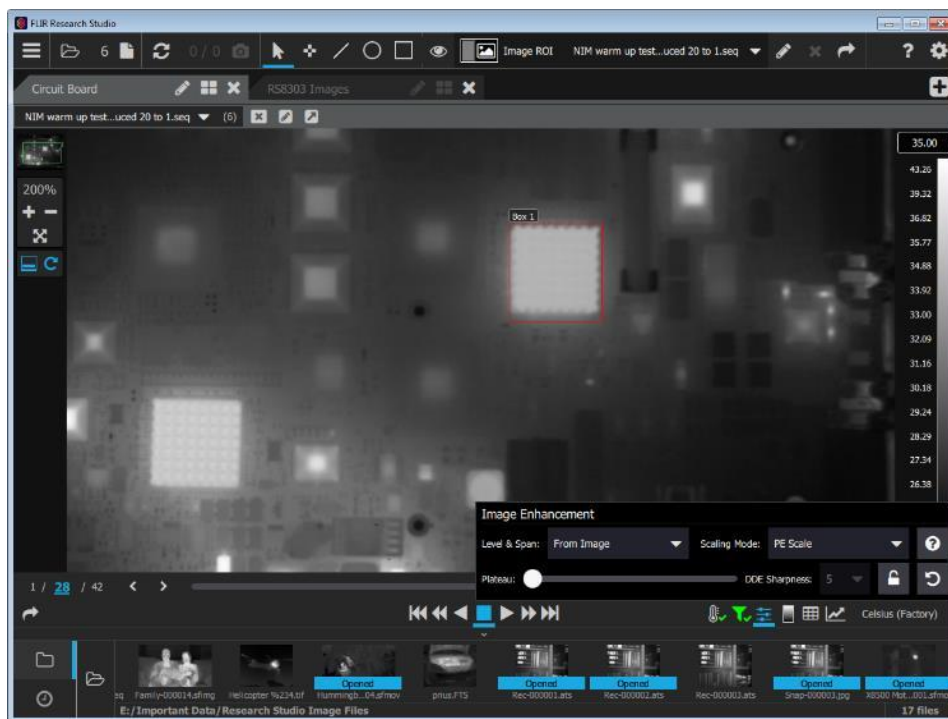 FLIR Research Studio
6 0 / 0 Image ROI NIM warm up test...uced 20 to 1.seq ?
Circuit Board RS8303 Images
NIM warm up test...uced 20 to 1.seq (6)
35.00
43.26
200%
39.32
Box 1
36.82
35.77
34.88
33.92
33.00
32.09
31.16
30.18
29.24
28.29
27.34
26.38
Image Enhancement
Level & Span: From Image Scaling Mode: PE Scale ?
Plateau: DDE Sharpness: 5
1 / 28 / 42
Celsius (Factory)
Opened Opened Opened Opened Opened
eq Family-000014.sfimg Helicopter %234.tif Hummingb...04.sfmov prius.FTS Rec-000001.ats Rec-000002.ats Rec-000003.ats Snap-000003.jpg X8500 Mot...001.sfmo
E:/Important Data/Research Studio Image Files 17 files